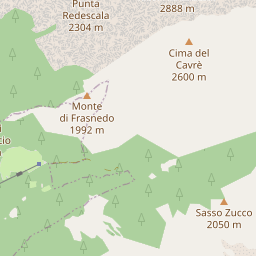 Punta
Redescala
2304 m
2888 m
Cima del
Cavrè
2600 m
Monte
di Frasnedo
1992 m
Sasso Zucco
2050 m